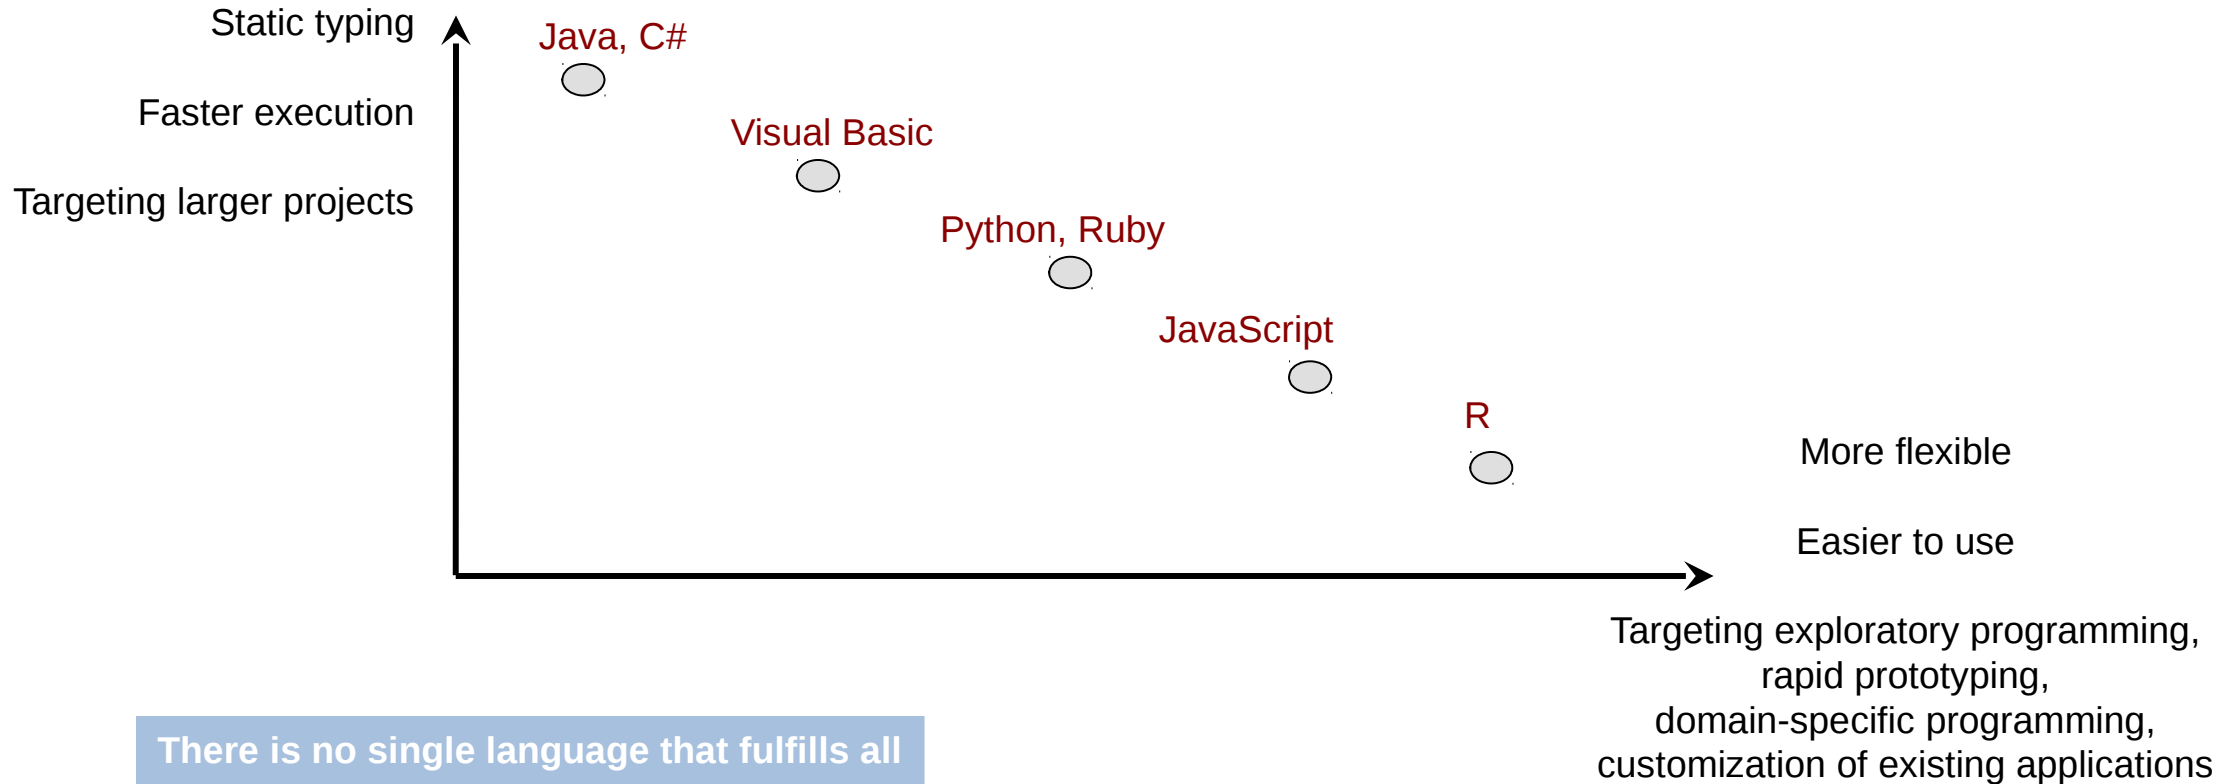 Static typing
Java, C#
Faster execution
Visual Basic
Targeting larger projects
Python, Ruby
JavaScript
R
More flexible
Easier to use
Targeting exploratory programming,
rapid prototyping,
domain-specific programming,
customization of existing applications
There is no single language that fulfills all